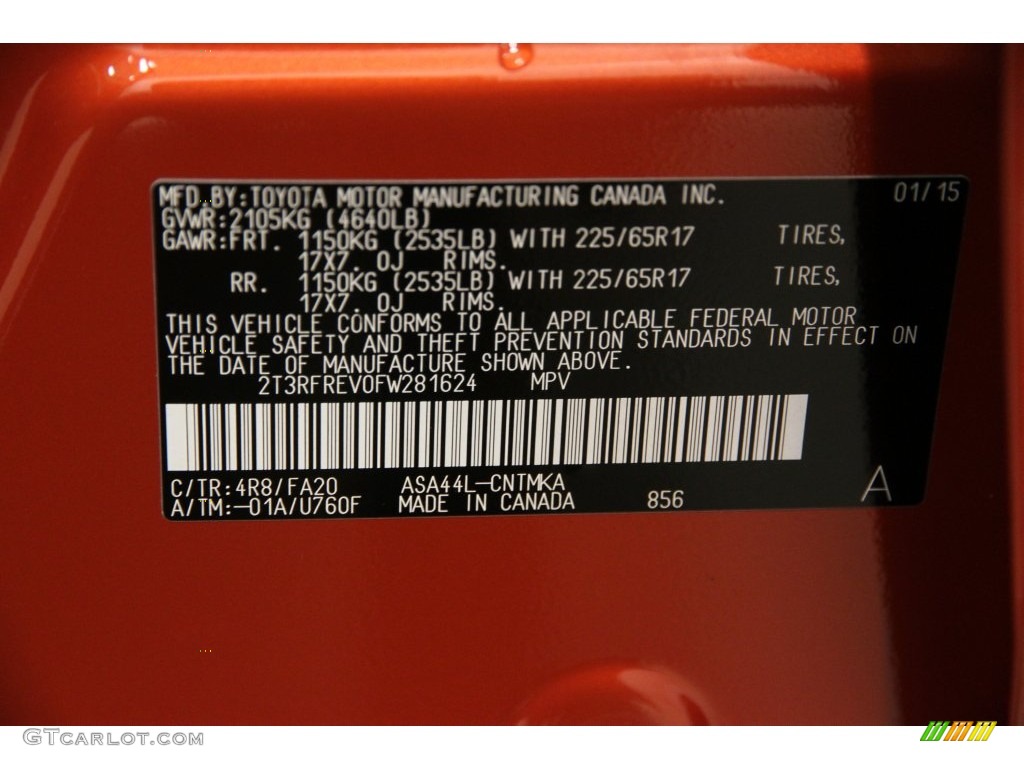 MFD.BY:TOYOTA MOTOR MANUFACTURING CANADA INC. 01/15
GVWR:2105KG (4640LB)
GAWR:FRT. 1150KG (2535LB) WITH 225/65R17 TIRES,
17X7. 0J RIMS.
RR. 1150KG (2535LB) WITH 225/65R17 TIRES,
17X7. 0J RIMS.
THIS VEHICLE CONFORMS TO ALL APPLICABLE FEDERAL MOTOR
VEHICLE SAFETY AND THEFT PREVENTION STANDARDS IN EFFECT ON
THE DATE OF MANUFACTURE SHOWN ABOVE.
2T3RFREV0FW281624 MPV
C/TR:4R8/FA20 ASA44L-CNTMKA
A/TM:-01A/U760F MADE IN CANADA 856 A
GTCARLOT.COM